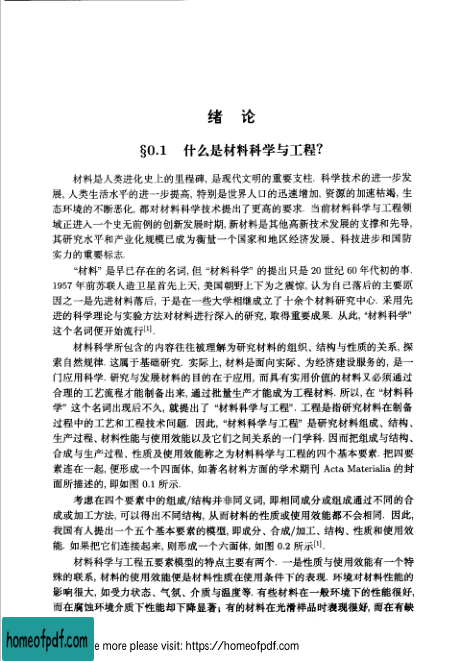 绪 论
§0.1 什么是材料科学与工程?
材料是人类进化史上的里程碑, 是现代文明的重要支柱. 科学技术的进一步发
展, 人类生活水平的进一步提高, 特别是世界人口的迅速增加, 资源的加速枯竭, 生
态环境的不断恶化, 都对材料科学技术提出了更高的要求. 当前材料科学与工程领
域正进入一个史无前例的创新发展时期, 新材料是其他高新技术发展的支撑和先导,
其研究水平和产业化规模已成为衡量一个国家和地区经济发展、科技进步和国防
实力的重要标志.
“材料” 是早已存在的名词, 但 “材料科学” 的提出只是 20 世纪 60 年代初的事.
1957 年前苏联人造卫星首先上天, 美国朝野上下为之震惊, 认为自己落后的主要原
因之一是先进材料落后, 于是在一些大学相继成立了十余个材料研究中心. 采用先
进的科学理论与实验方法对材料进行深入的研究, 取得重要成果. 从此, “材料科学”
这个名词便开始流行[1].
材料科学所包含的内容往往被理解为研究材料的组织、结构与性质的关系, 探
索自然规律. 这属于基础研究. 实际上, 材料是面向实际、为经济建设服务的, 是一
门应用科学. 研究与发展材料的目的在于应用, 而具有实用价值的材料又必须通过
合理的工艺流程才能制备出来, 通过批量生产才能成为工程材料. 所以, 在 “材料科
学” 这个名词出现后不久, 就提出了 “材料科学与工程”. 工程是指研究材料在制备
过程中的工艺和工程技术问题. 因此, “材料科学与工程” 是研究材料组成、结构、
生产过程、材料性能与使用效能以及它们之间关系的一门学科. 因而把组成与结构、
合成与生产过程、性质及使用效能称之为材料科学与工程的四个基本要素. 把四要
素连在一起, 便形成一个四面体, 如著名材料方面的学术期刊 Acta Materialia 的封
面所描述的, 即如图 0.1 所示.
考虑在四个要素中的组成/结构并非同义词, 即相同成分或组成通过不同的合
成或加工方法, 可以得出不同结构, 从而材料的性质或使用效能都不会相同. 因此,
我国有人提出一个五个基本要素的模型, 即成分、合成/加工、结构、性质和使用效
能. 如果把它们连接起来, 则形成一个六面体, 如图 0.2 所示[1].
材料科学与工程五要素模型的特点主要有两个. 一是性质与使用效能有一个特
殊的联系, 材料的使用效能便是材料性质在使用条件下的表现. 环境对材料性能的
影响很大, 如受力状态、气氛、介质与温度等. 有些材料在一般环境下的性能很好,
而在腐蚀环境介质下性能却下降显著; 有的材料在光滑样品时表现很好, 而在有缺
homeofpdf.com
e more please visit: https://homeofpdf.com